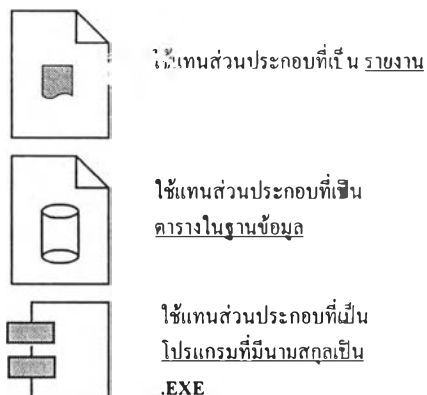 ใช้แทนส่วนประกอบที่เป็น รายงาน
ใช้แทนส่วนประกอบที่เป็น
ตารางในฐานข้อมูล
ใช้แทนส่วนประกอบที่เป็น
โปรแกรมที่มีนามสกุลเป็น
.EXE